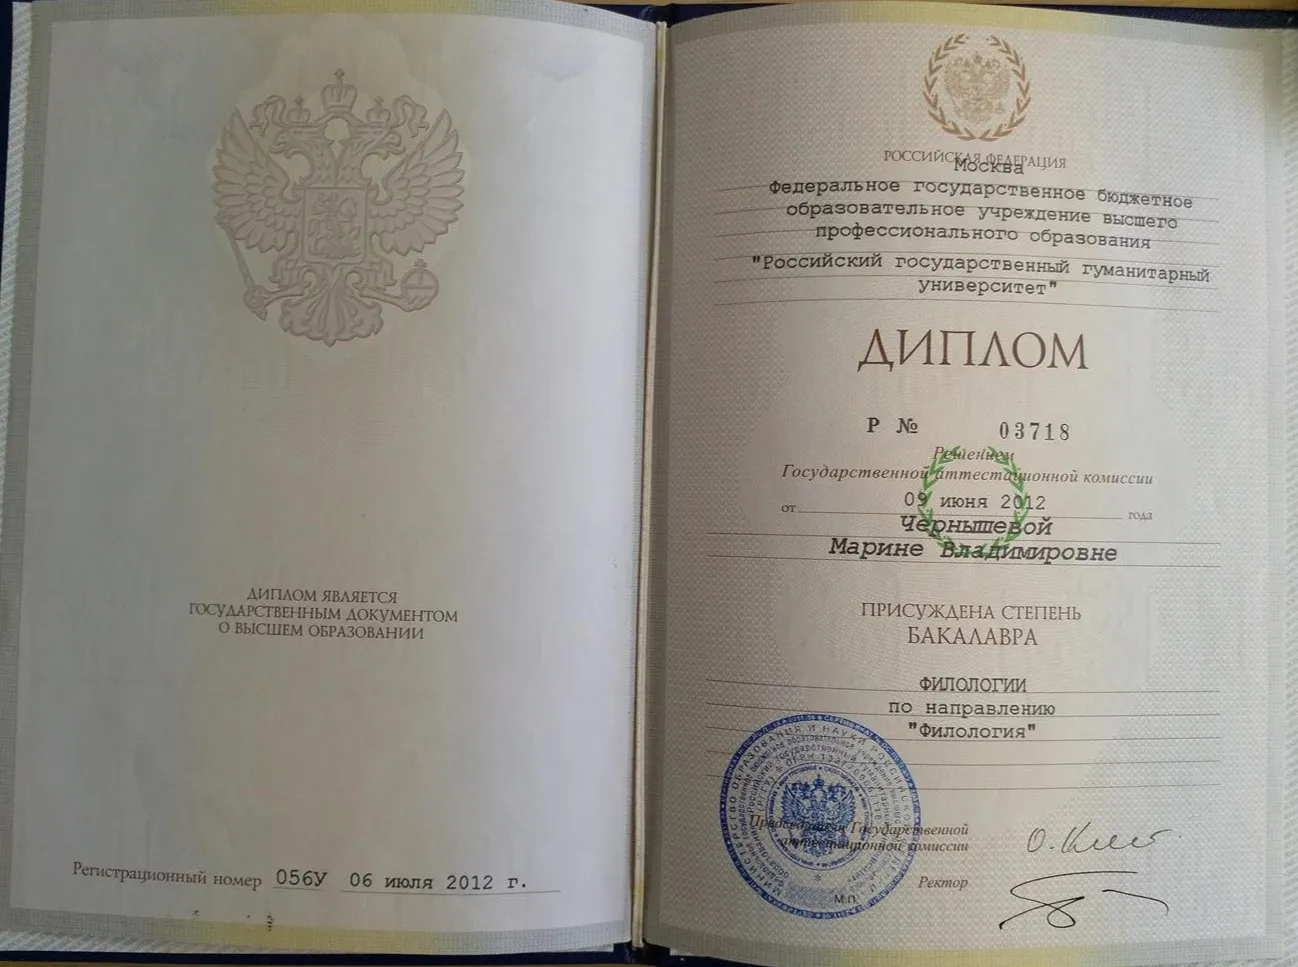 ДИПЛОМ ЯВЛЯЕТСЯ
ГОСУДАРСТВЕННЫМ ДОКУМЕНТОМ
О ВЫСШЕМ ОБРАЗОВАНИИ
Регистрационный номер 056У 06 июля 2012 г.
РОССИЙСКАЯ ФЕДЕРАЦИЯ
Москва
Федеральное государственное бюджетное
образовательное учреждение высшего
профессионального образования
"Российский государственный гуманитарный
университет"
ДИПЛОМ
Р № 03718
Решением
Государственной аттестационной комиссии
от 09 июня 2012 года
Чернышевой
Марине Владимировне
ПРИСУЖДЕНА СТЕПЕНЬ
БАКАЛАВРА
ФИЛОЛОГИИ
по направлению
"Филология"
Председатель Государственной
аттестационной комиссии
Ректор
М.П.